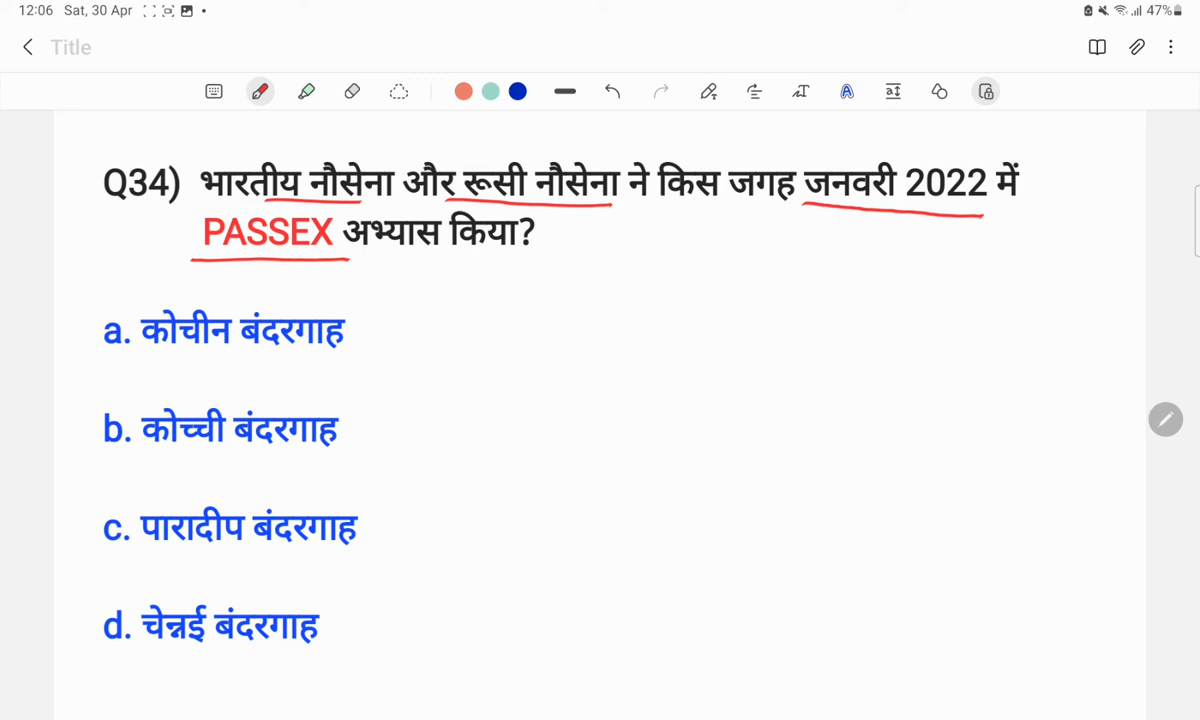 12:06 Sat, 30 Apr 47%
Title
Q34) भारतीय नौसेना और रूसी नौसेना ने किस जगह जनवरी 2022 में
PASSEX अभ्यास किया?
a. कोचीन बंदरगाह
b. कोच्ची बंदरगाह
c. पारादीप बंदरगाह
d. चेन्नई बंदरगाह